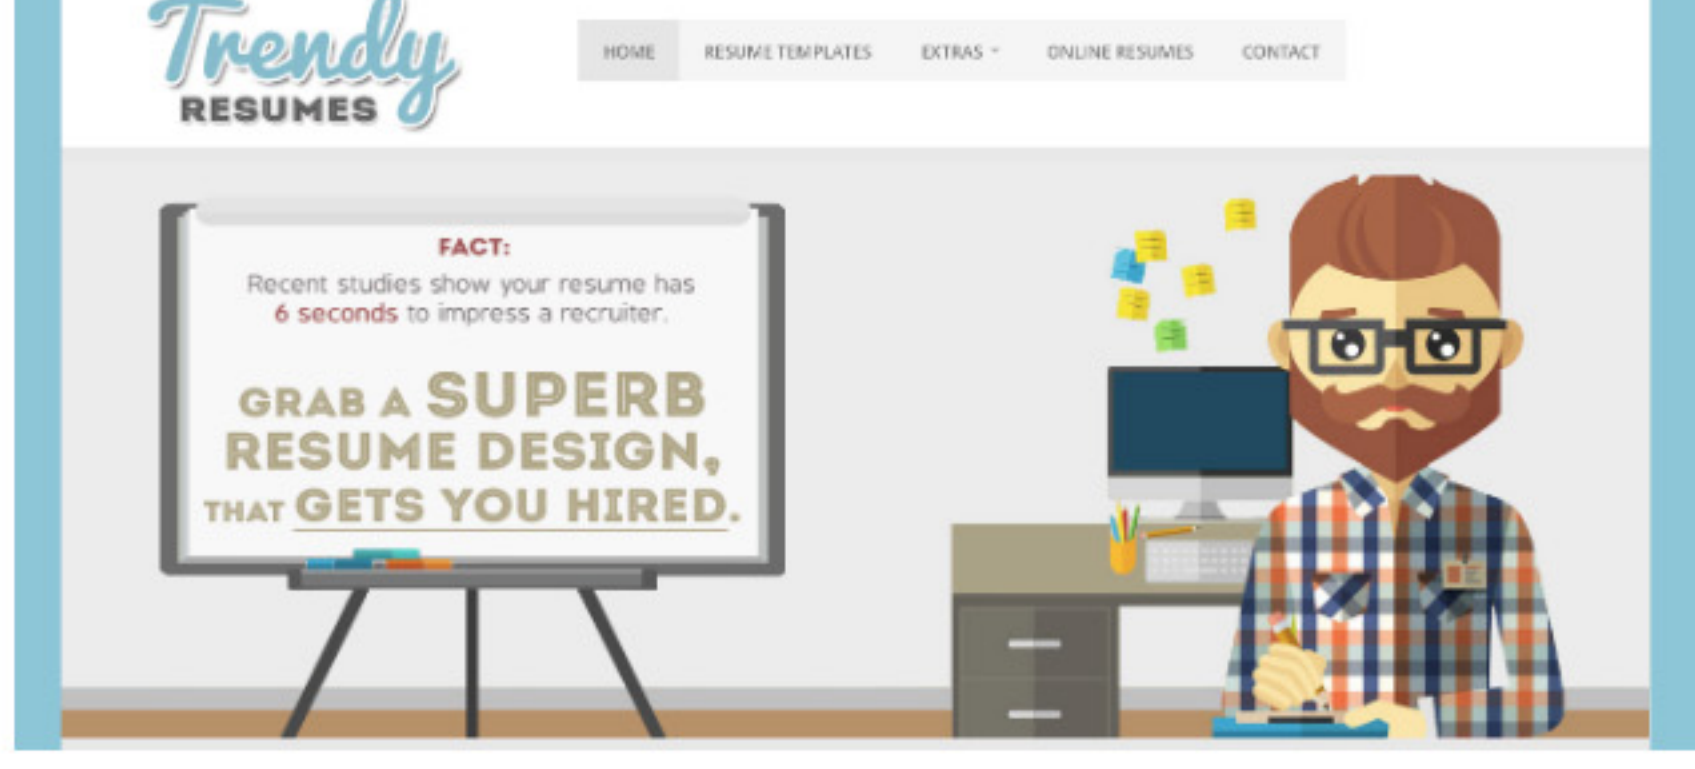 Trendy
RESUMES
HOME RESUME TEMPLATES EXTRAS ONLINE RESUMES CONTACT
FACT:
Recent studies show your resume has
6 seconds to impress a recruiter.
GRAB A SUPERB
RESUME DESIGN,
THAT GETS YOU HIRED.